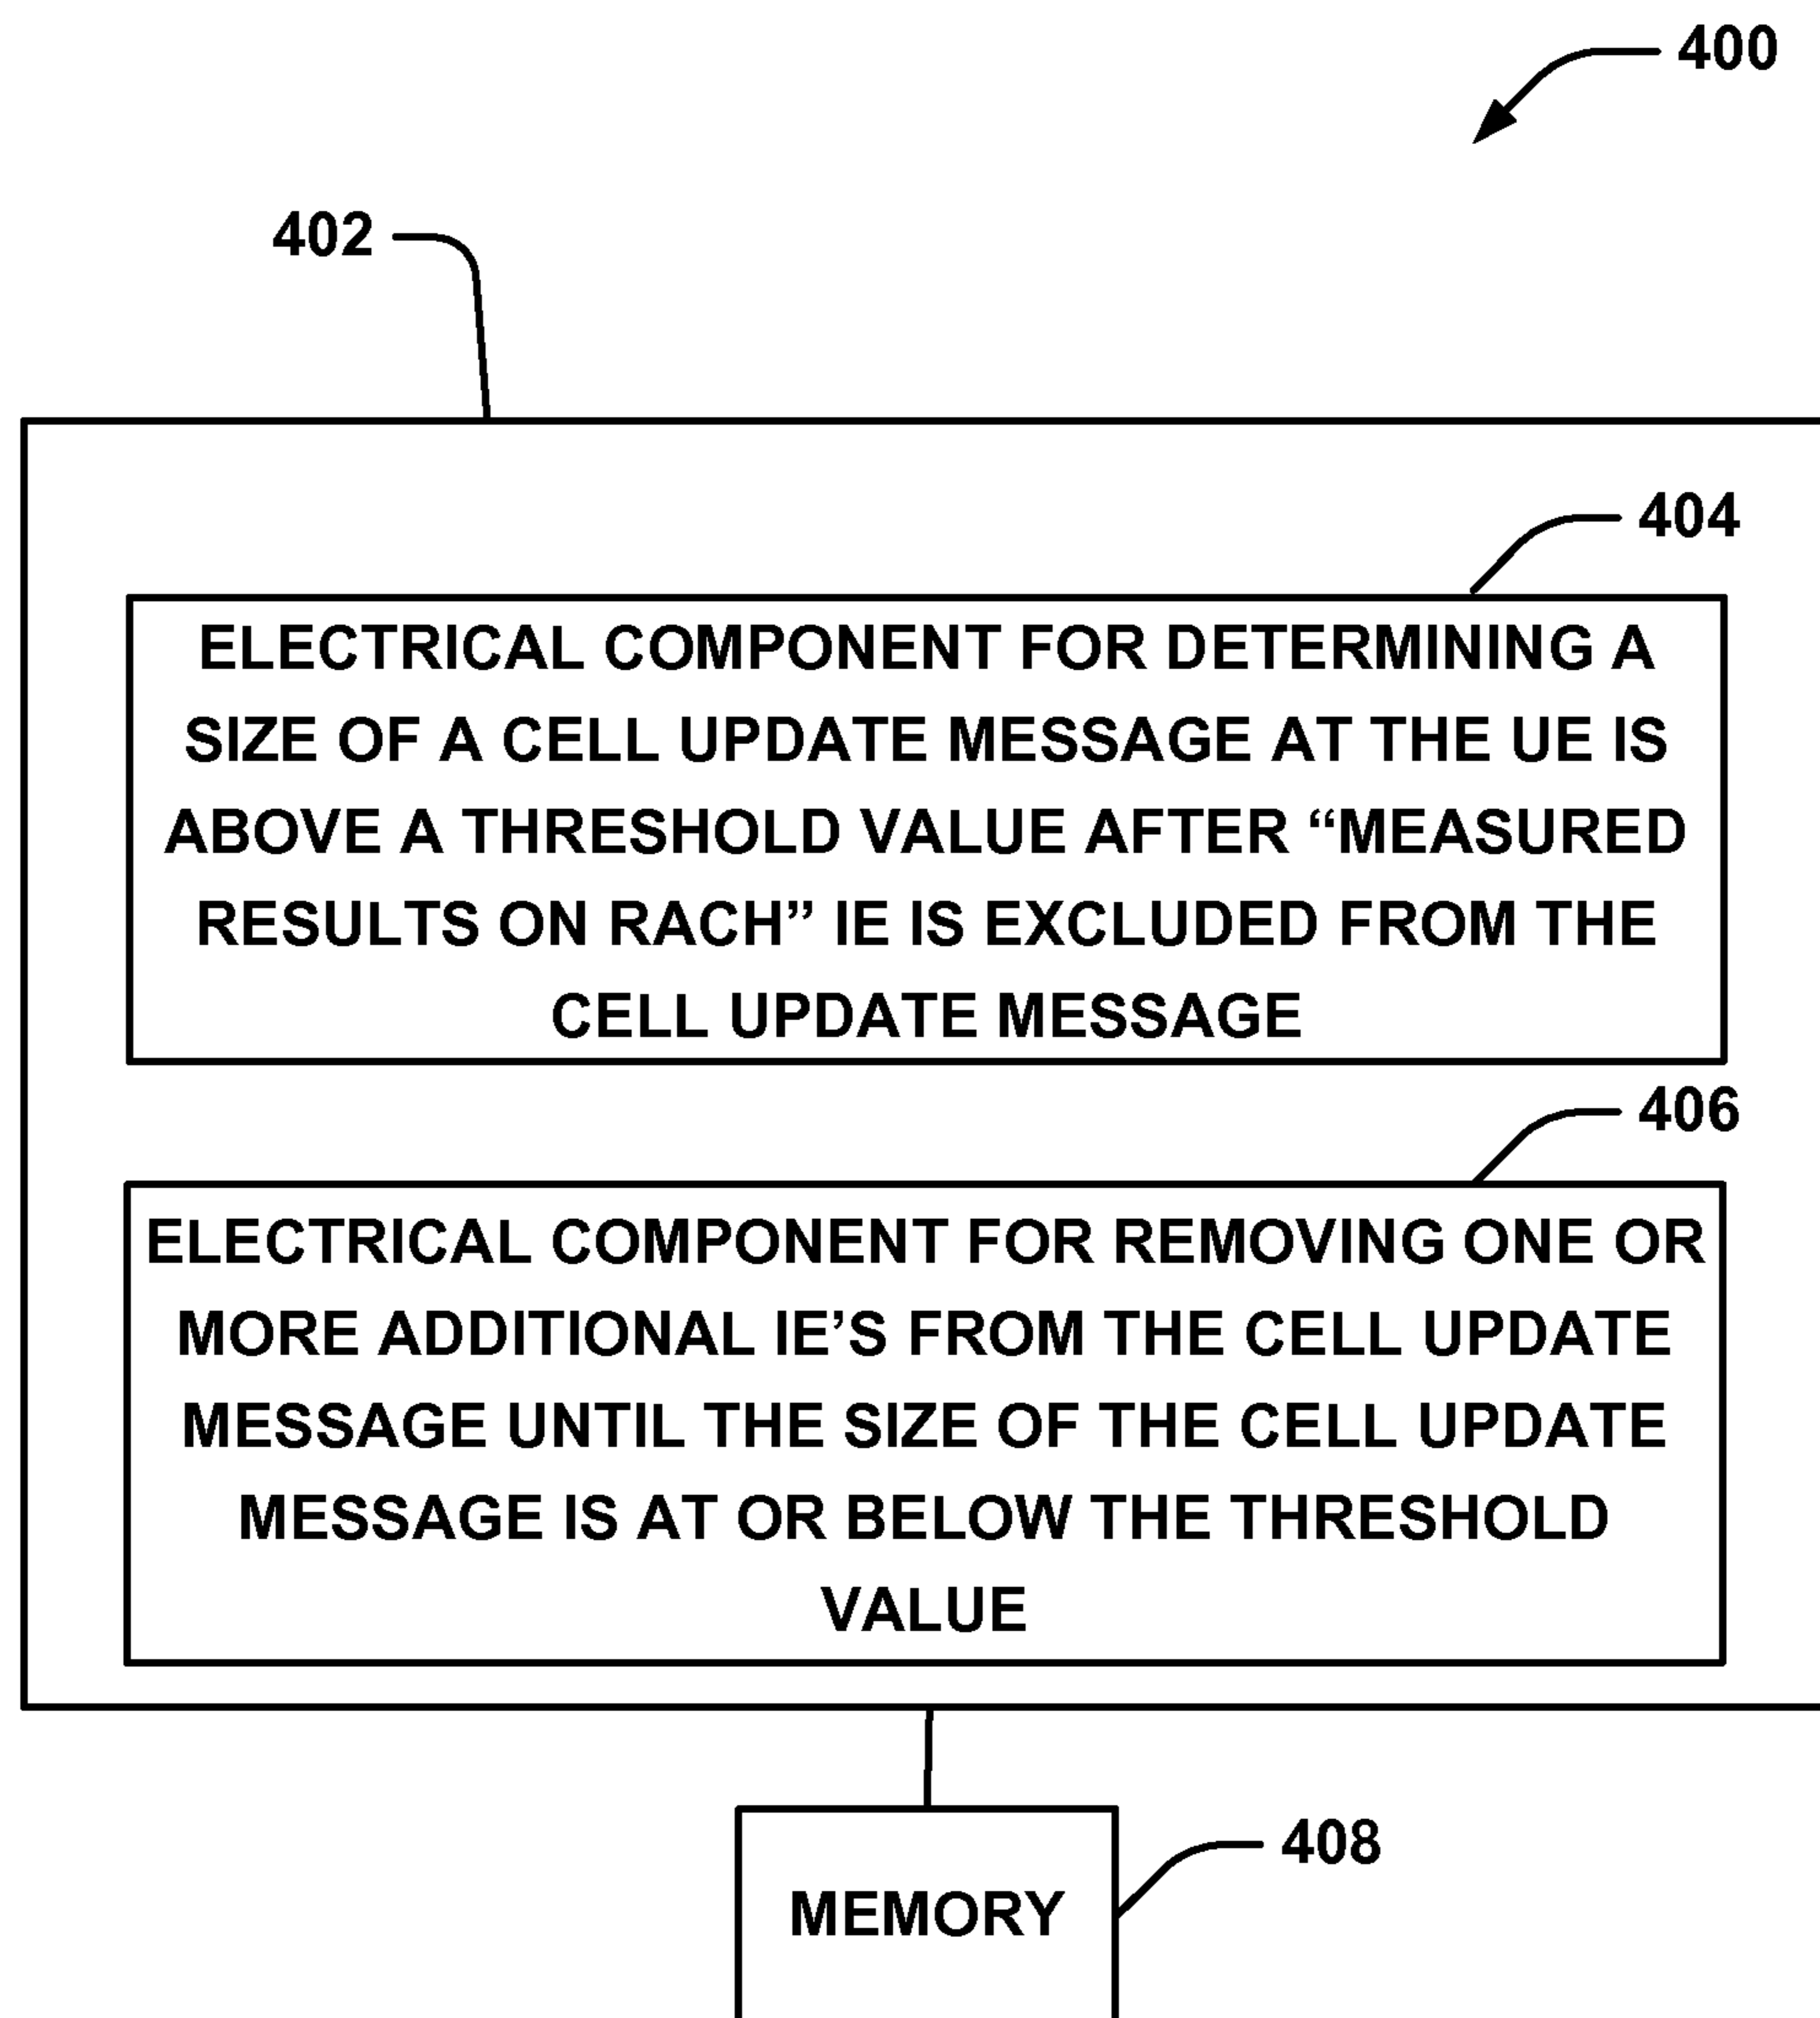 400
402
404
ELECTRICAL COMPONENT FOR DETERMINING A
SIZE OF A CELL UPDATE MESSAGE AT THE UE IS
ABOVE A THRESHOLD VALUE AFTER “MEASURED
RESULTS ON RACH” IE IS EXCLUDED FROM THE
CELL UPDATE MESSAGE
406
ELECTRICAL COMPONENT FOR REMOVING ONE OR
MORE ADDITIONAL IE’S FROM THE CELL UPDATE
MESSAGE UNTIL THE SIZE OF THE CELL UPDATE
MESSAGE IS AT OR BELOW THE THRESHOLD
VALUE
408
MEMORY